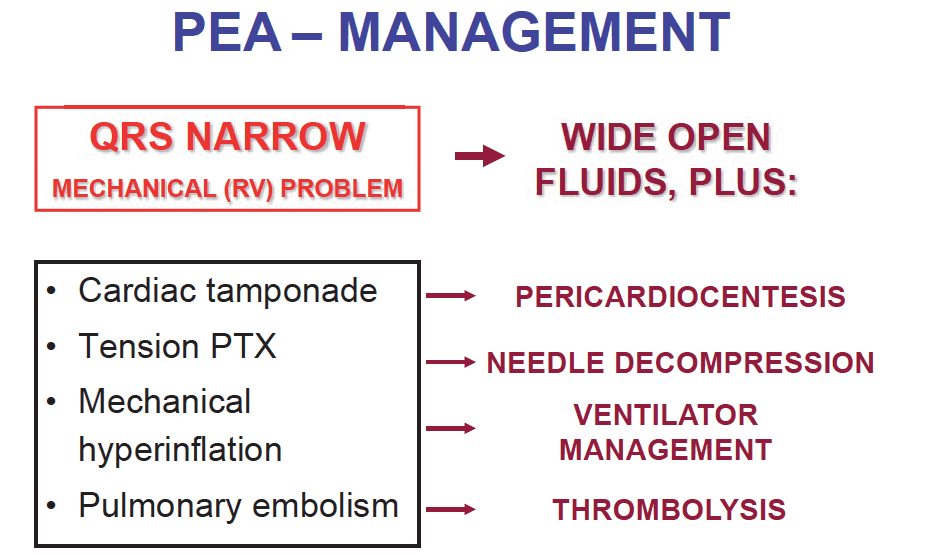 PEA – MANAGEMENT
QRS NARROW
MECHANICAL (RV) PROBLEM
WIDE OPEN
FLUIDS, PLUS:
• Cardiac tamponade
PERICARDIOCENTESIS
• Tension PTX
NEEDLE DECOMPRESSION
• Mechanical
hyperinflation
VENTILATOR
MANAGEMENT
• Pulmonary embolism
THROMBOLYSIS